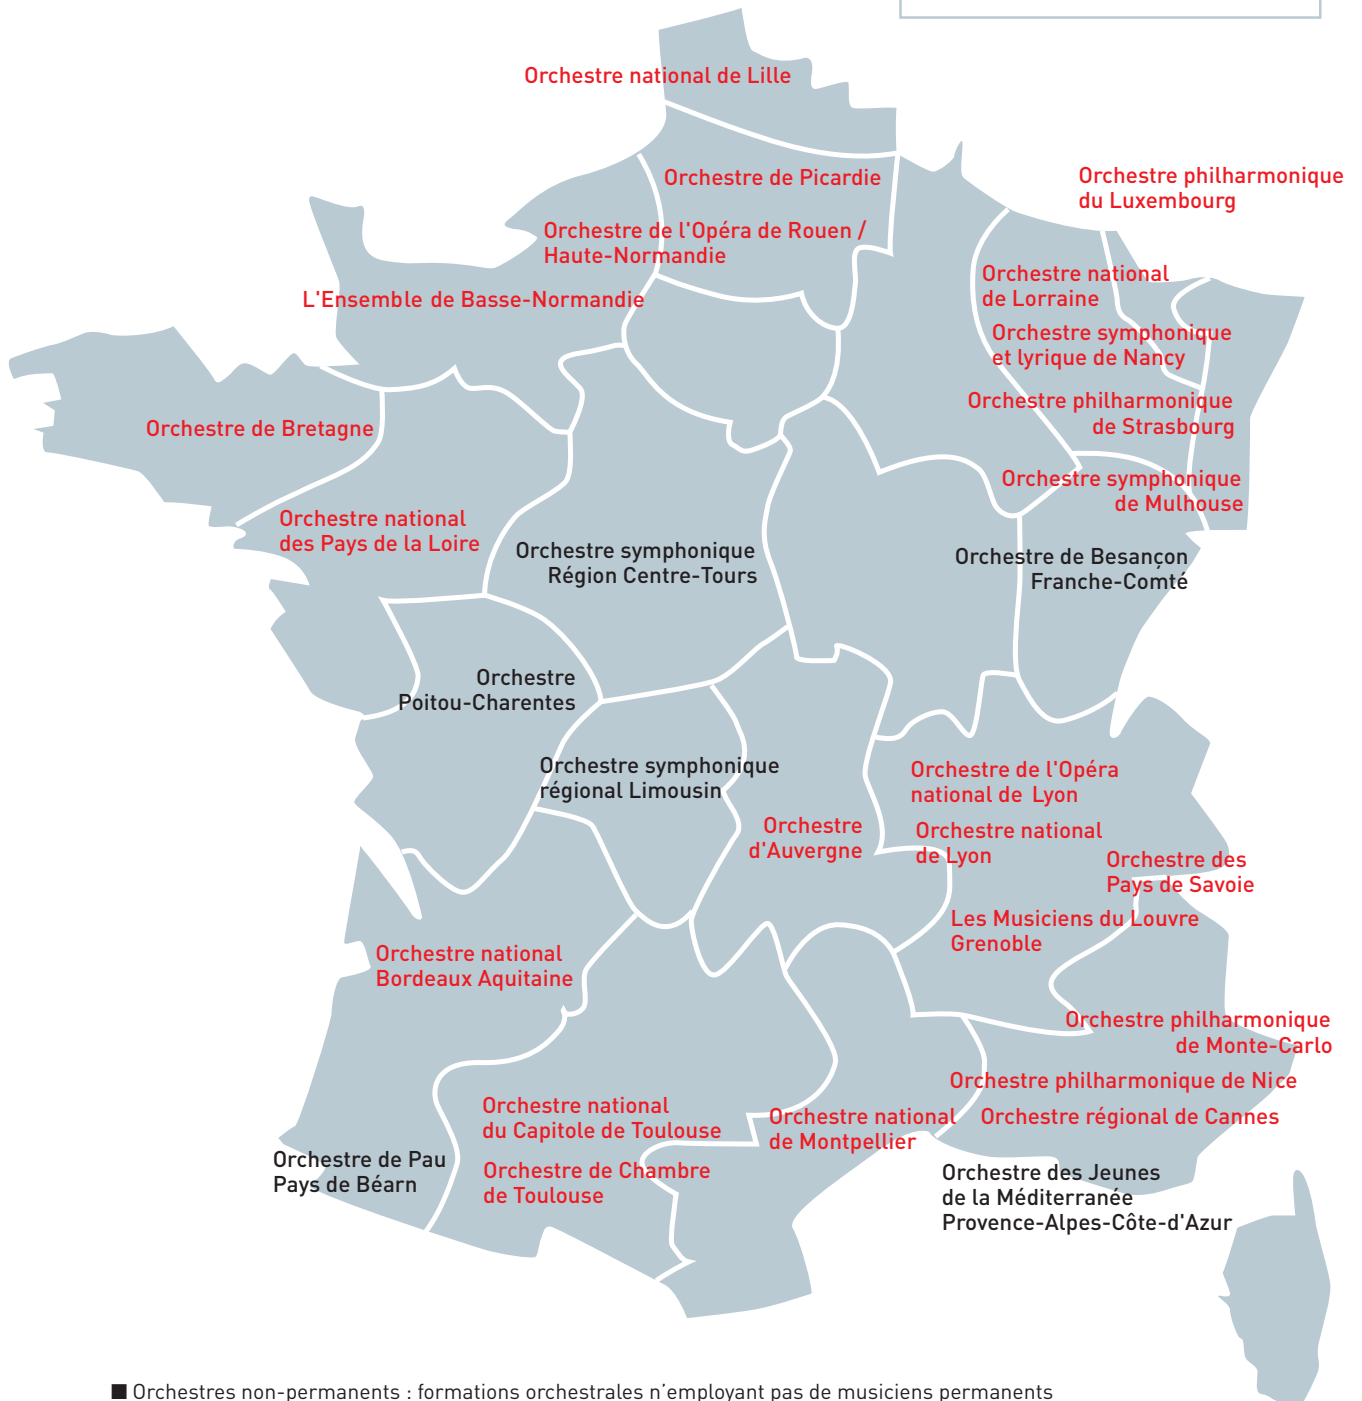 Orchestre national de Lille
Orchestre de Picardie
Orchestre philharmonique
du Luxembourg
Orchestre de l'Opéra de Rouen /
Haute-Normandie
Orchestre national
de Lorraine
L'Ensemble de Basse-Normandie
Orchestre symphonique
et lyrique de Nancy
Orchestre philharmonique
de Strasbourg
Orchestre de Bretagne
Orchestre symphonique
de Mulhouse
Orchestre national
des Pays de la Loire
Orchestre symphonique
Région Centre-Tours
Orchestre de Besançon
Franche-Comté
Orchestre
Poitou-Charentes
Orchestre symphonique
régional Limousin
Orchestre de l'Opéra
national de Lyon
Orchestre
d'Auvergne
Orchestre national
de Lyon
Orchestre des
Pays de Savoie
Les Musiciens du Louvre
Grenoble
Orchestre national
Bordeaux Aquitaine
Orchestre philharmonique
de Monte-Carlo
Orchestre philharmonique de Nice
Orchestre national
du Capitole de Toulouse
Orchestre national
de Montpellier
Orchestre régional de Cannes
Orchestre de Pau
Pays de Béarn
Orchestre de Chambre
de Toulouse
Orchestre des Jeunes
de la Méditerranée
Provence-Alpes-Côte-d'Azur
■ Orchestres non-permanents : formations orchestrales n’employant pas de musiciens permanents